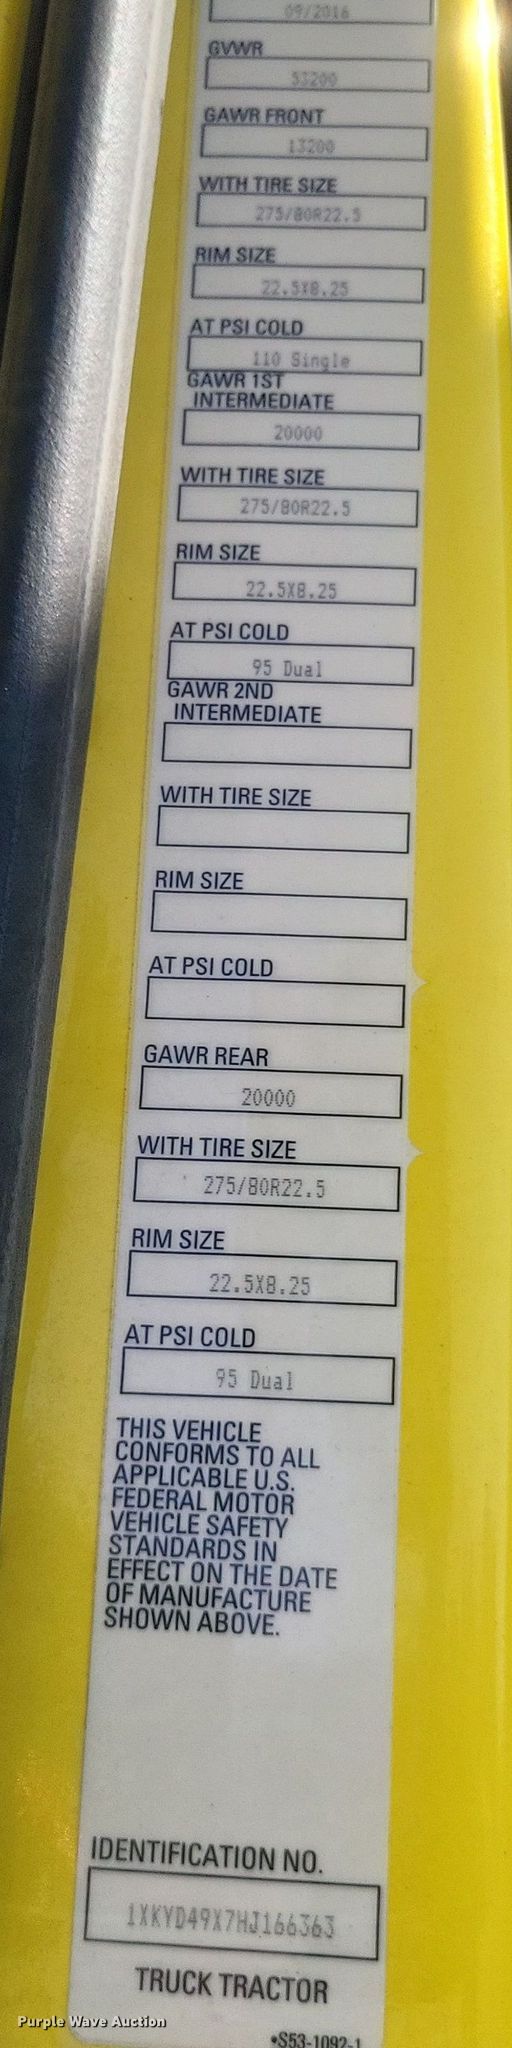 09/2016
GVWR
53200
GAWR FRONT
13200
WITH TIRE SIZE
275/80R22.5
RIM SIZE
22.5X8.25
AT PSI COLD
110 Single
GAWR 1ST
INTERMEDIATE
20000
WITH TIRE SIZE
275/80R22.5
RIM SIZE
22.5X8.25
AT PSI COLD
95 Dual
GAWR 2ND
INTERMEDIATE
WITH TIRE SIZE
RIM SIZE
AT PSI COLD
GAWR REAR
20000
WITH TIRE SIZE
275/80R22.5
RIM SIZE
22.5X8.25
AT PSI COLD
95 Dual
THIS VEHICLE
CONFORMS TO ALL
APPLICABLE U.S.
FEDERAL MOTOR
VEHICLE SAFETY
STANDARDS IN
EFFECT ON THE DATE
OF MANUFACTURE
SHOWN ABOVE.
IDENTIFICATION NO.
1XKYD49X7HJ166363
TRUCK TRACTOR
Purple Wave Auction
•S53-1092-1